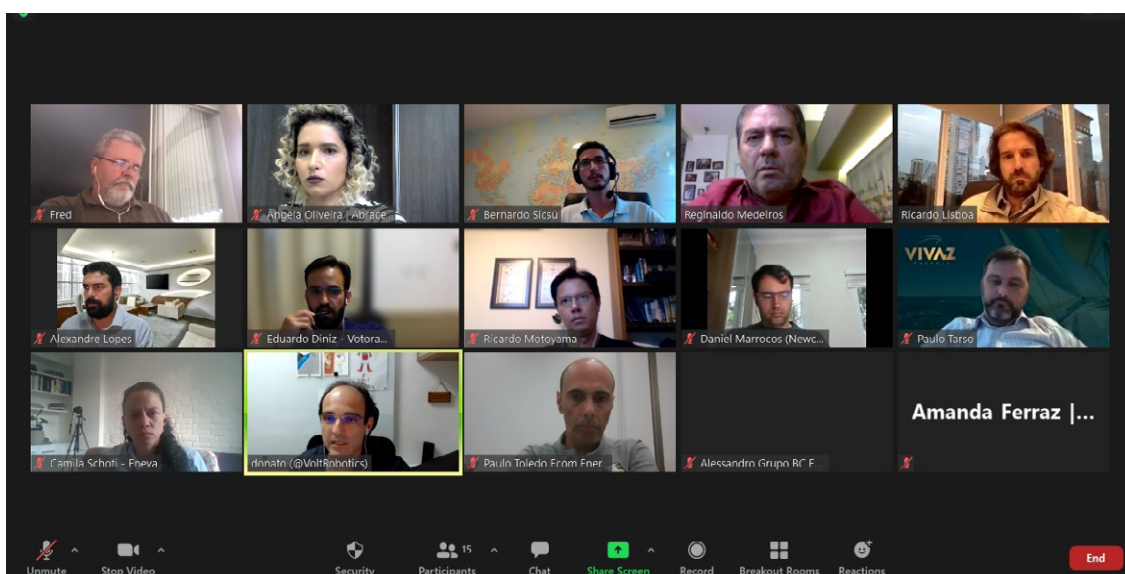 Fred
Angela Oliveira | Abrace...
Bernardo Sicsú
Reginaldo Medeiros
Ricardo Lisboa
Alexandre Lopes
Eduardo Diniz - Votora...
Ricardo Motoyama
Daniel Marrocos (Newc...
VIVAZ
Paulo Tarso
Camila Schoti - Eneva
donato (@VoltRobotics)
Paulo Toledo Ecom Ener...
Alessandro Grupo BC E...
Amanda Ferraz |...
Unmute
Stop Video
Security
15
Participants
Chat
Share Screen
Record
Breakout Rooms
Reactions
End